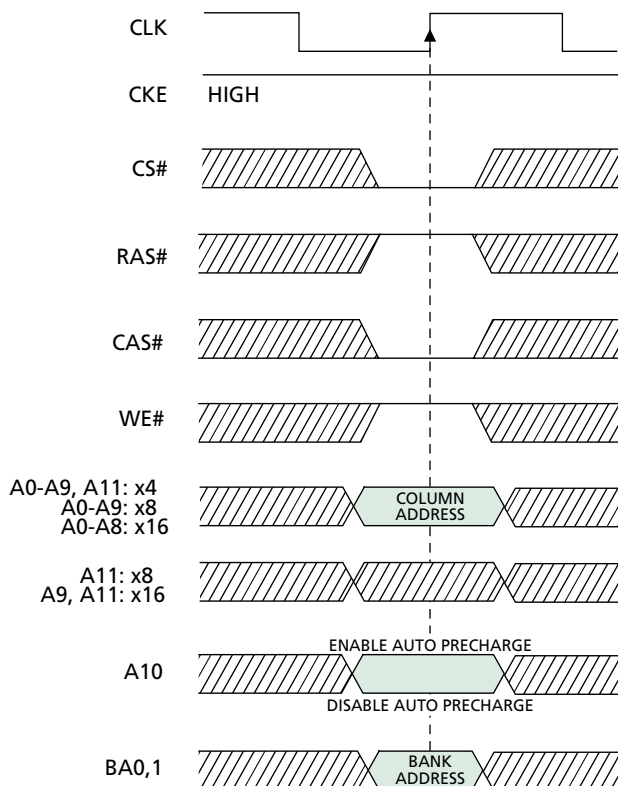 CLK
CKE HIGH
CS#
RAS#
CAS#
WE#
A0-A9, A11: x4
A0-A9: x8
A0-A8: x16
COLUMN
ADDRESS
A11: x8
A9, A11: x16
ENABLE AUTO PRECHARGE
A10
DISABLE AUTO PRECHARGE
BA0,1
BANK
ADDRESS